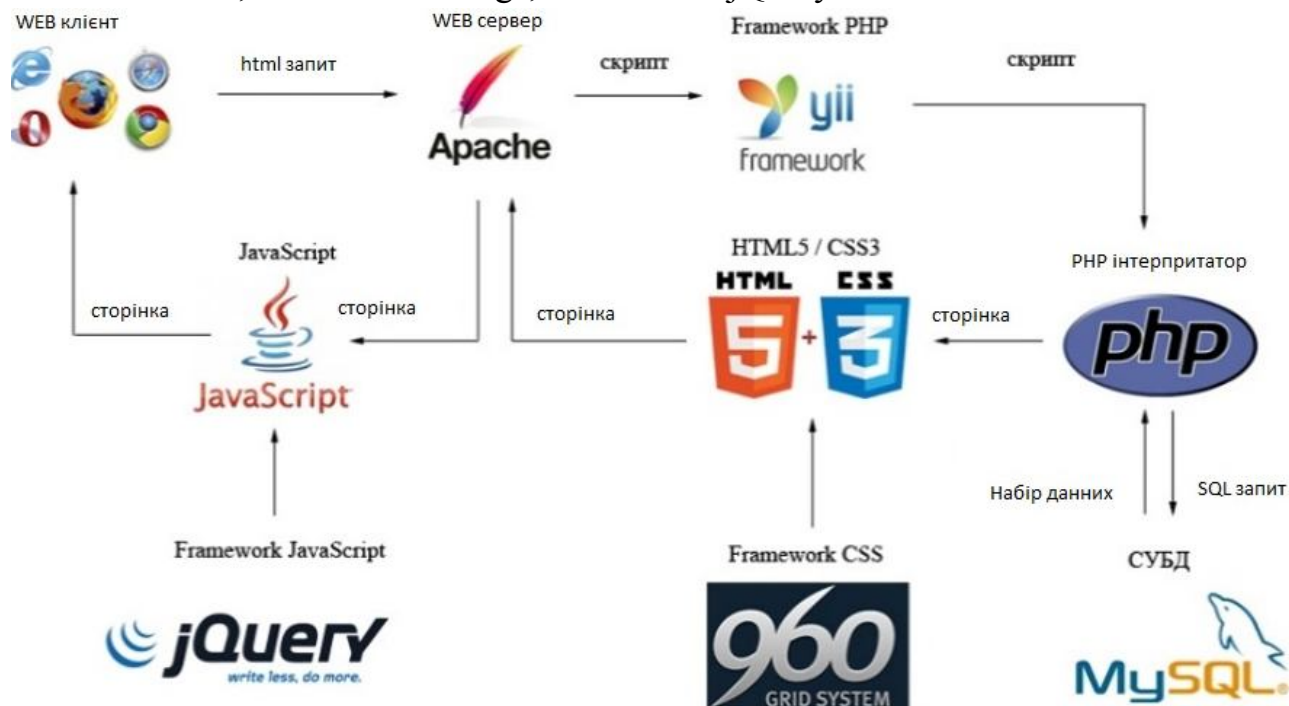 WEB клієнт
WEB сервер
Framework PHP
html запит
скрипт
скрипт
yii
framework
Apache
JavaScript
HTML5 / CSS3
PHP інтерпритатор
HTML CSS
5 + 3
php
сторінка
сторінка
сторінка
сторінка
JavaScript
Набір данних
SQL запит
Framework JavaScript
Framework CSS
СУБД
jQuery
write less, do more.
960
GRID SYSTEM
MySQL®